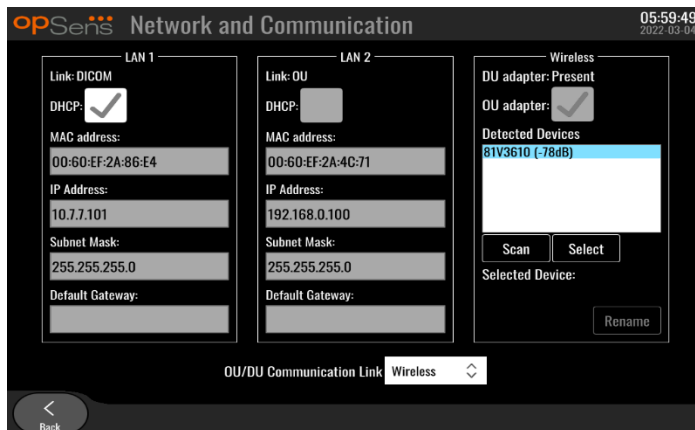 opSens Network and Communication
05:59:49
2022-03-04
LAN 1
Link: DICOM
DHCP:
MAC address:
00:60:EF:2A:86:E4
IP Address:
10.7.7.101
Subnet Mask:
255.255.255.0
Default Gateway:
LAN 2
Link: OU
DHCP:
MAC address:
00:60:EF:2A:4C:71
IP Address:
192.168.0.100
Subnet Mask:
255.255.255.0
Default Gateway:
Wireless
DU adapter: Present
OU adapter:
Detected Devices
81V3610 (-78dB)
Scan Select
Selected Device:
Rename
OU/DU Communication Link Wireless
Back